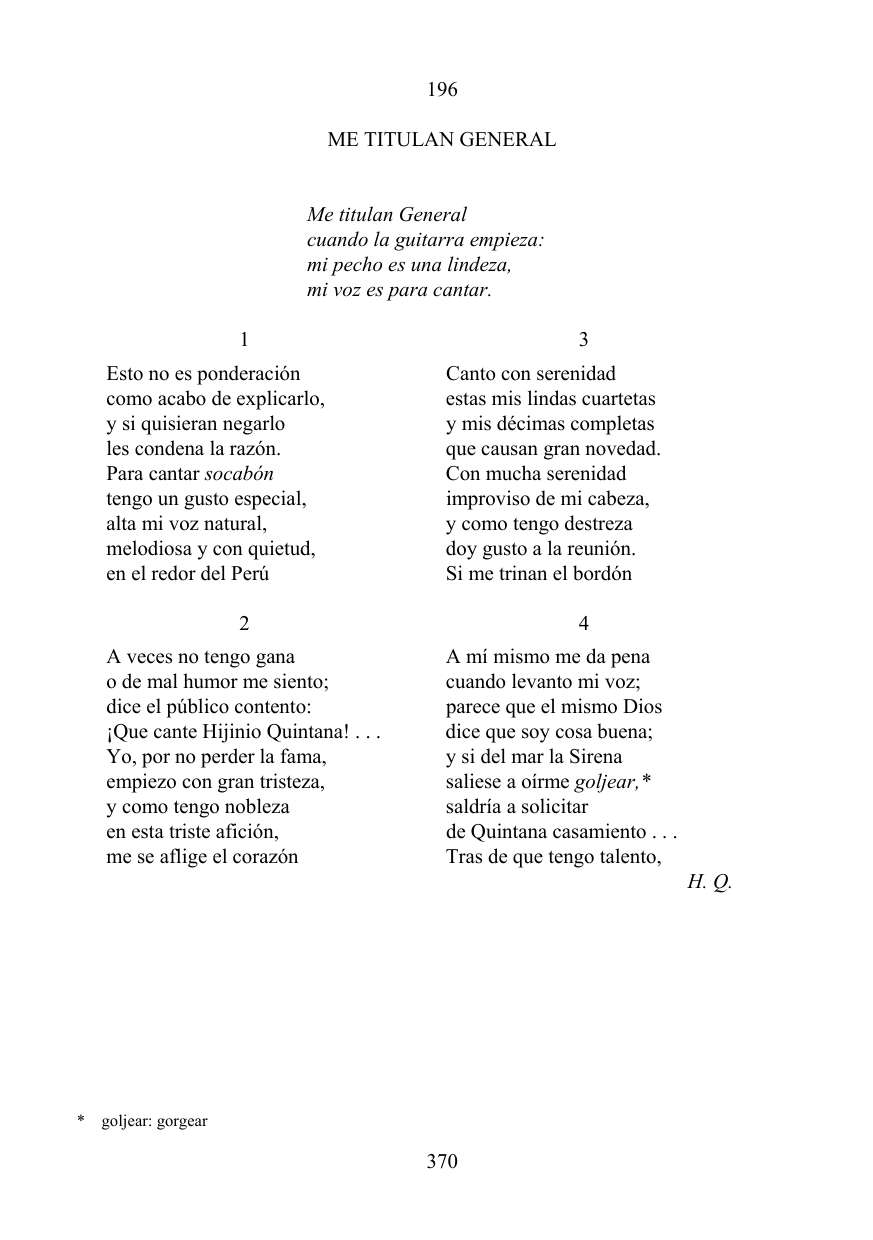 196
ME TITULAN GENERAL
Me titulan General
cuando la guitarra empieza:
mi pecho es una lindeza,
mi voz es para cantar.
1
Esto no es ponderación
como acabo de explicarlo,
y si quisieran negarlo
les condena la razón.
Para cantar socabón
tengo un gusto especial,
alta mi voz natural,
melodiosa y con quietud,
en el redor del Perú
2
A veces no tengo gana
o de mal humor me siento;
dice el público contento:
¡Que cante Hijinio Quintana! . . .
Yo, por no perder la fama,
empiezo con gran tristeza,
y como tengo nobleza
en esta triste afición,
me se aflige el corazón
3
Canto con serenidad
estas mis lindas cuartetas
y mis décimas completas
que causan gran novedad.
Con mucha serenidad
improviso de mi cabeza,
y como tengo destreza
doy gusto a la reunión.
Si me trinan el bordón
4
A mí mismo me da pena
cuando levanto mi voz;
parece que el mismo Dios
dice que soy cosa buena;
y si del mar la Sirena
saliese a oírme goljear,*
saldría a solicitar
de Quintana casamiento . . .
Tras de que tengo talento,
H. Q.
* goljear: gorgear
370